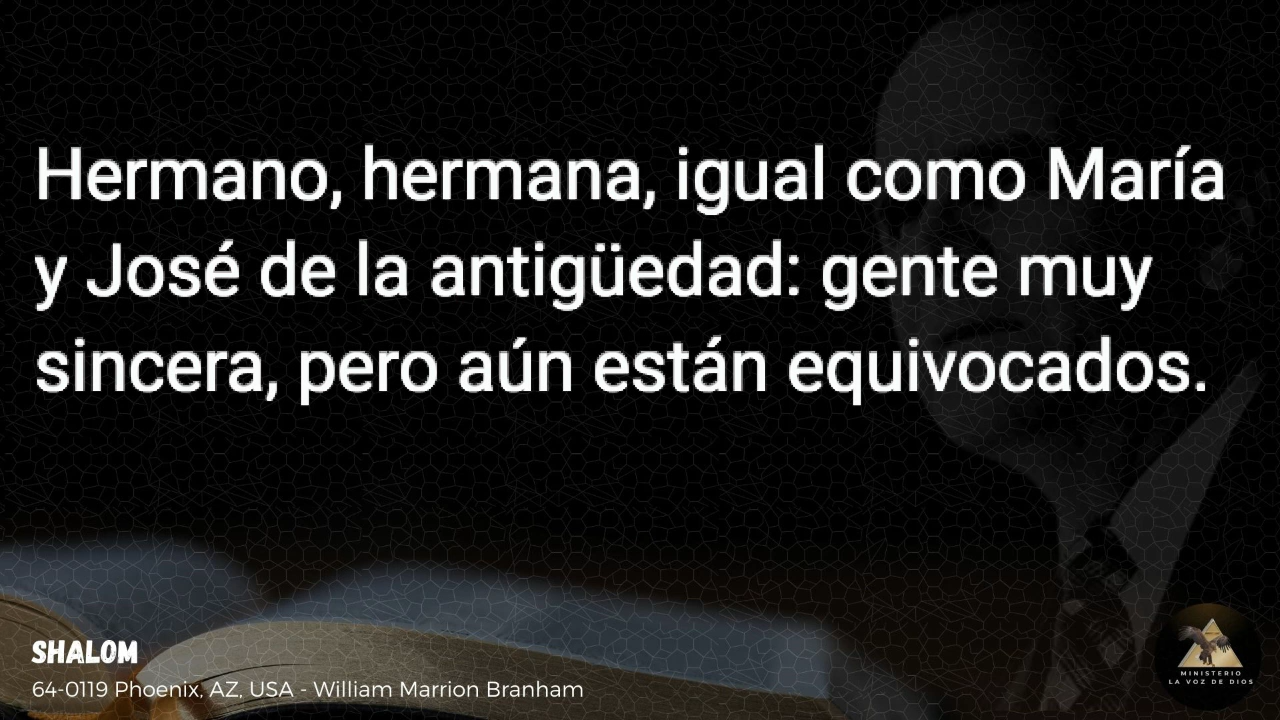 Hermano, hermana, igual como María
y José de la antigüedad: gente muy
sincera, pero aún están equivocados.
SHALOM
64-0119 Phoenix, AZ, USA - William Marrion Branham
MINISTERIO
LA VOZ DE DIOS